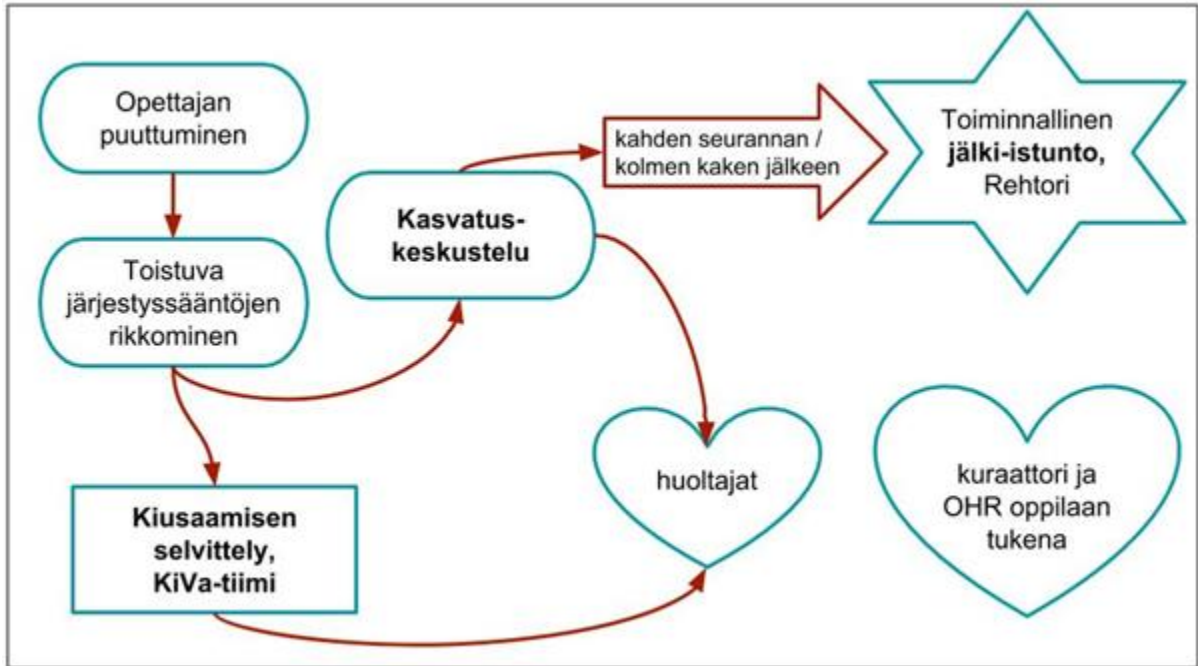 Opettajan
puuttuminen
Toistuva
järjestyssääntöjen
rikkominen
Kiusaamisen
selvittely,
KiVa-tiimi
Kasvatus-
keskustelu
kahden seurannan /
kolmen kaken jälkeen
Toiminnallinen
jälki-istunto,
Rehtori
huoltajat
kuraattori ja
OHR oppilaan
tukena